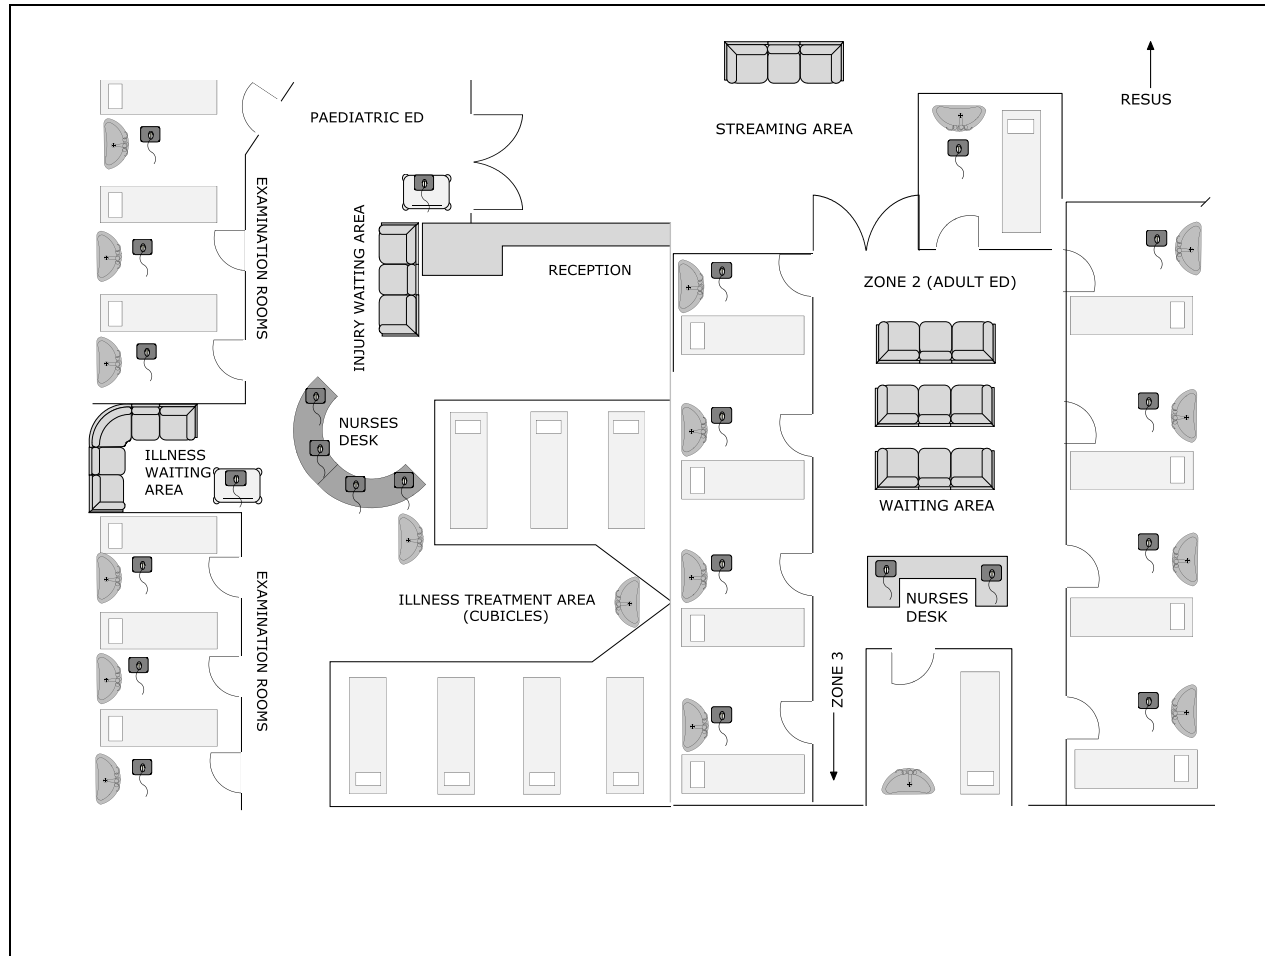 RESUS
PAEDIATRIC ED
STREAMING AREA
EXAMINATION ROOMS
INJURY WAITING AREA
RECEPTION
ZONE 2 (ADULT ED)
NURSES
DESK
ILLNESS
WAITING
AREA
WAITING AREA
EXAMINATION ROOMS
ILLNESS TREATMENT AREA
(CUBICLES)
NURSES
DESK
ZONE 3